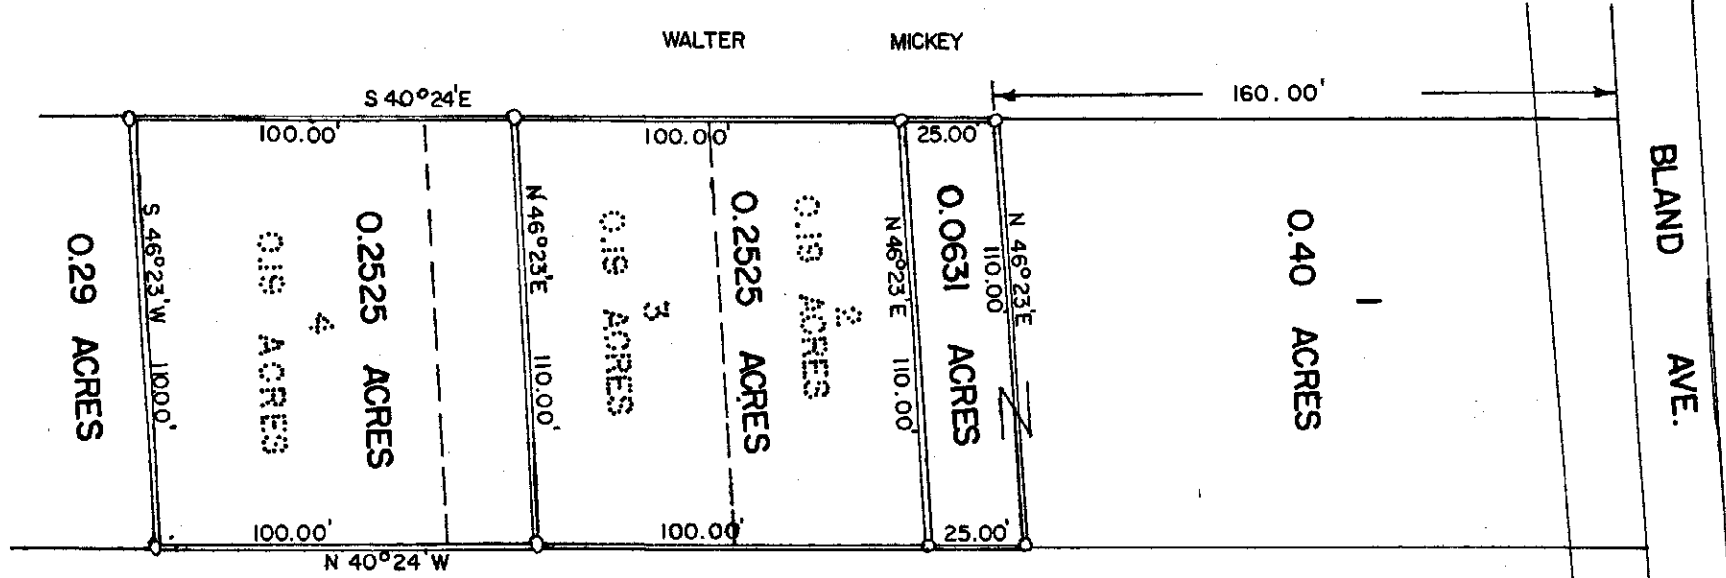 WALTER MICKEY
S 40°24'E
160.00'
100.00'
100.00'
25.00'
BLAND AVE.
S 46°23'W 110.00'
N 46°23'E 110.00'
N 46°23'E 110.00'
N 46°23'E
110.00'
0.29 ACRES
4
0.19 ACRES
0.2525 ACRES
3
0.19 ACRES
0.2525 ACRES
2
0.19 ACRES
0.0631 ACRES
1
0.40 ACRES
100.00'
100.00'
25.00'
N 40°24'W